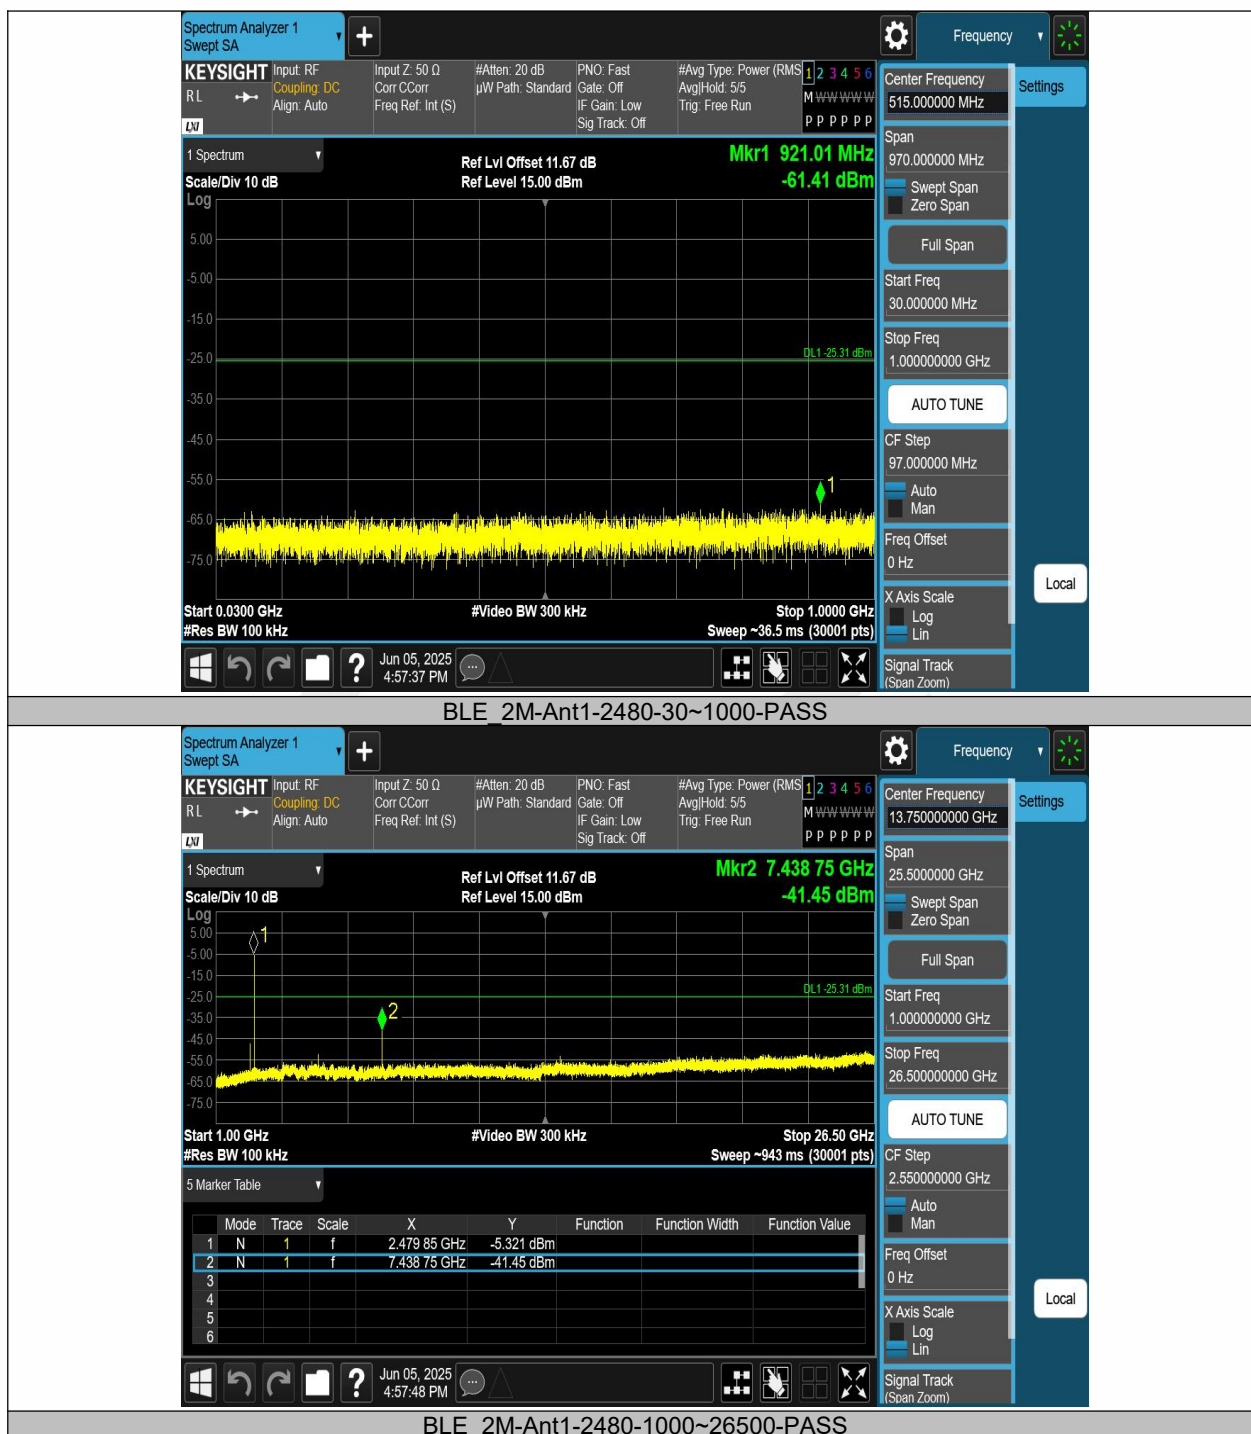 Spectrum Analyzer 1
Swept SA
Frequency
KEYSIGHT
RL
LXI
Input: RF
Coupling: DC
Align: Auto
Input Z: 50 Ω
Corr CCorr
Freq Ref: Int (S)
#Atten: 20 dB
µW Path: Standard
PNO: Fast
Gate: Off
IF Gain: Low
Sig Track: Off
#Avg Type: Power (RMS
Avg|Hold: 5/5
Trig: Free Run
1 2 3 4 5 6
M W W W W W
P P P P P P
1 Spectrum
Scale/Div 10 dB
Log
Ref Lvl Offset 11.67 dB
Ref Level 15.00 dBm
Mkr1 921.01 MHz
-61.41 dBm
5.00
-5.00
-15.0
-25.0
DL1 -25.31 dBm
-35.0
-45.0
-55.0
1
-65.0
-75.0
Start 0.0300 GHz
#Video BW 300 kHz
Stop 1.0000 GHz
#Res BW 100 kHz
Sweep ~36.5 ms (30001 pts)
Jun 05, 2025
4:57:37 PM
Center Frequency
515.000000 MHz
Settings
Span
970.000000 MHz
Swept Span
Zero Span
Full Span
Start Freq
30.000000 MHz
Stop Freq
1.000000000 GHz
AUTO TUNE
CF Step
97.000000 MHz
Auto
Man
Freq Offset
0 Hz
X Axis Scale
Log
Lin
Local
Signal Track
(Span Zoom)
BLE_2M-Ant1-2480-30~1000-PASS
Spectrum Analyzer 1
Swept SA
Frequency
KEYSIGHT
RL
LXI
Input: RF
Coupling: DC
Align: Auto
Input Z: 50 Ω
Corr CCorr
Freq Ref: Int (S)
#Atten: 20 dB
µW Path: Standard
PNO: Fast
Gate: Off
IF Gain: Low
Sig Track: Off
#Avg Type: Power (RMS
Avg|Hold: 5/5
Trig: Free Run
1 2 3 4 5 6
M W W W W W
P P P P P P
1 Spectrum
Scale/Div 10 dB
Log
Ref Lvl Offset 11.67 dB
Ref Level 15.00 dBm
Mkr2 7.438 75 GHz
-41.45 dBm
5.00
1
-5.00
-15.0
-25.0
DL1 -25.31 dBm
-35.0
2
-45.0
-55.0
-65.0
-75.0
Start 1.00 GHz
#Video BW 300 kHz
Stop 26.50 GHz
#Res BW 100 kHz
Sweep ~943 ms (30001 pts)
5 Marker Table
Mode Trace Scale X Y Function Function Width Function Value
1 N 1 f 2.479 85 GHz -5.321 dBm
2 N 1 f 7.438 75 GHz -41.45 dBm
3
4
5
6
Jun 05, 2025
4:57:48 PM
Center Frequency
13.750000000 GHz
Settings
Span
25.5000000 GHz
Swept Span
Zero Span
Full Span
Start Freq
1.000000000 GHz
Stop Freq
26.500000000 GHz
AUTO TUNE
CF Step
2.550000000 GHz
Auto
Man
Freq Offset
0 Hz
X Axis Scale
Log
Lin
Local
Signal Track
(Span Zoom)
BLE_2M-Ant1-2480-1000~26500-PASS